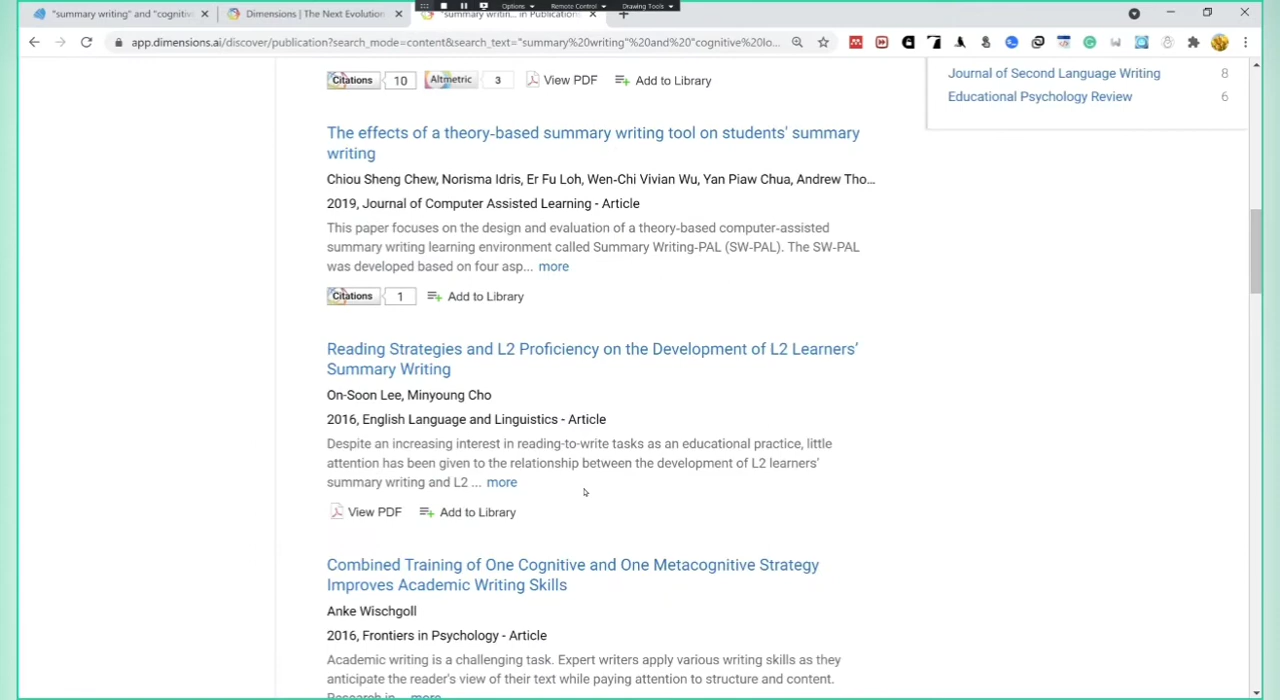 Options
Remote Control
Drawing Tools
"summary writing" and "cogniti
Dimensions | The Next Evolution
"summary writin... in Publication
app.dimensions.ai/discover/publication?search_mode=content&search_text="summary%20writing"%20and%20"cognitive%20lo...
Citations 10 Altmetric 3 View PDF Add to Library
Journal of Second Language Writing 8
Educational Psychology Review 6
The effects of a theory-based summary writing tool on students' summary
writing
Chiou Sheng Chew, Norisma Idris, Er Fu Loh, Wen-Chi Vivian Wu, Yan Piaw Chua, Andrew Tho...
2019, Journal of Computer Assisted Learning - Article
This paper focuses on the design and evaluation of a theory-based computer-assisted
summary writing learning environment called Summary Writing-PAL (SW-PAL). The SW-PAL
was developed based on four asp... more
Citations 1 Add to Library
Reading Strategies and L2 Proficiency on the Development of L2 Learners'
Summary Writing
On-Soon Lee, Minyoung Cho
2016, English Language and Linguistics - Article
Despite an increasing interest in reading-to-write tasks as an educational practice, little
attention has been given to the relationship between the development of L2 learners'
summary writing and L2 ... more
View PDF Add to Library
Combined Training of One Cognitive and One Metacognitive Strategy
Improves Academic Writing Skills
Anke Wischgoll
2016, Frontiers in Psychology - Article
Academic writing is a challenging task. Expert writers apply various writing skills as they
anticipate the reader's view of their text while paying attention to structure and content.
Research in... more